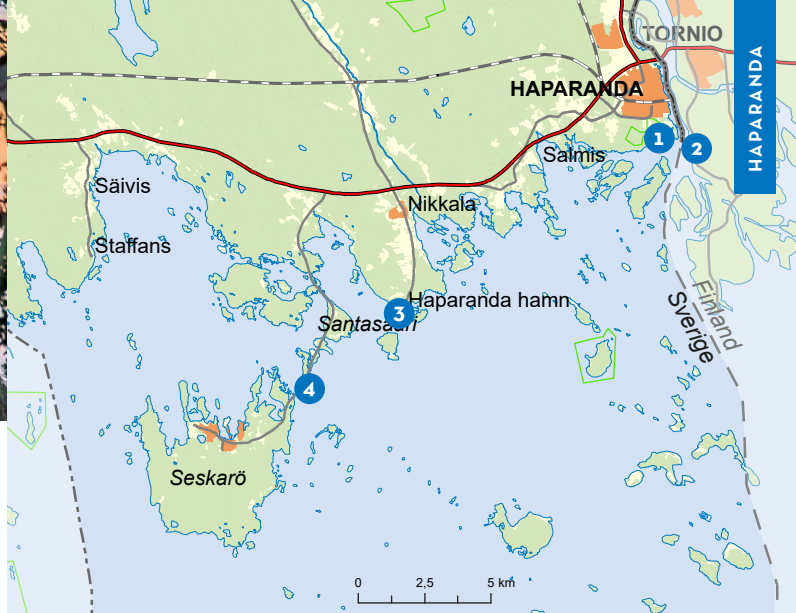 TORNIO
HAPARANDA
HAPARANDA
Salmis
1
2
Säivis
Nikkala
Staffans
Haparanda hamn
3
Santasaari
Finland
Sverige
4
Seskarö
0 2,5 5 km